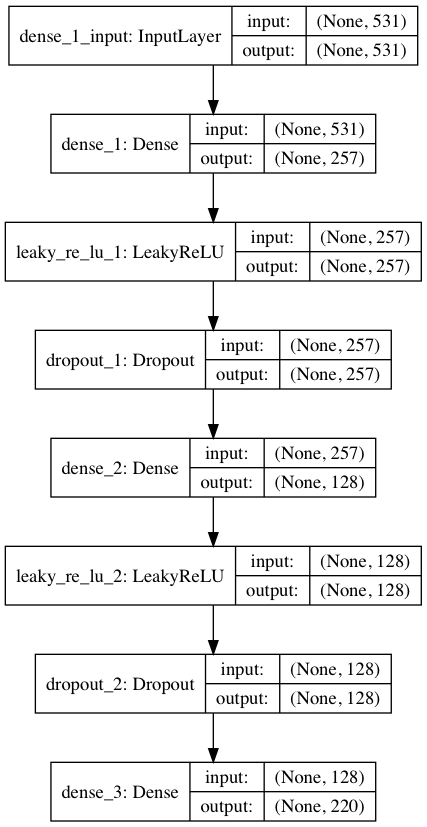 dense_1_input: InputLayer
input: (None, 531)
output: (None, 531)
dense_1: Dense
input: (None, 531)
output: (None, 257)
leaky_re_lu_1: LeakyReLU
input: (None, 257)
output: (None, 257)
dropout_1: Dropout
input: (None, 257)
output: (None, 257)
dense_2: Dense
input: (None, 257)
output: (None, 128)
leaky_re_lu_2: LeakyReLU
input: (None, 128)
output: (None, 128)
dropout_2: Dropout
input: (None, 128)
output: (None, 128)
dense_3: Dense
input: (None, 128)
output: (None, 220)